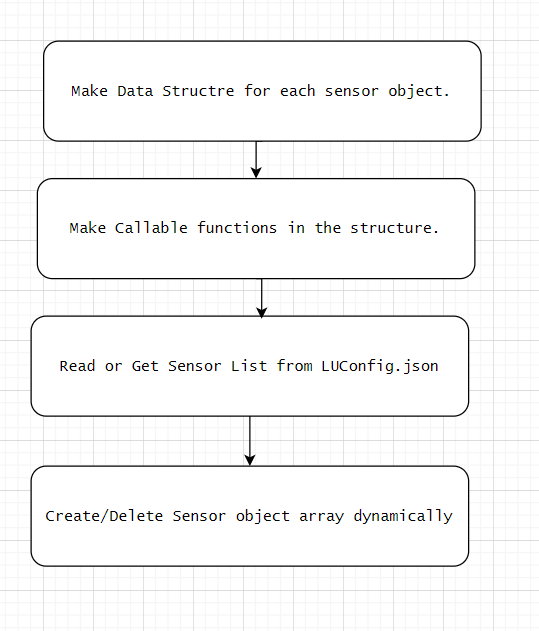 Make Data Structre for each sensor object.
Make Callable functions in the structure.
Read or Get Sensor List from LUConfig.json
Create/Delete Sensor object array dynamically